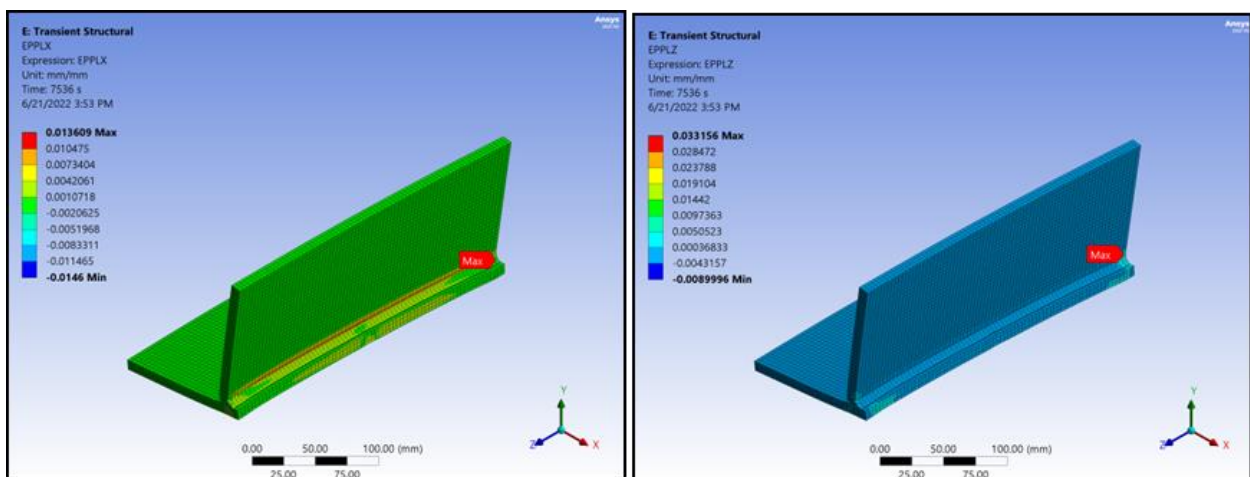 Ansys
E: Transient Structural
EPPLX
Expression: EPPLX
Unit: mm/mm
Time: 7536 s
6/21/2022 3:53 PM
0.013609 Max
0.010475
0.0073404
0.0042061
0.0010718
-0.0020625
-0.0051968
-0.0083311
-0.011465
-0.0146 Min
Max
Y
Z
X
0.00 50.00 100.00 (mm)
25.00 75.00
Ansys
E: Transient Structural
EPPLZ
Expression: EPPLZ
Unit: mm/mm
Time: 7536 s
6/21/2022 3:53 PM
0.033156 Max
0.028472
0.023788
0.019104
0.01442
0.0097363
0.0050523
0.00036833
-0.0043157
-0.0089996 Min
Max
Y
Z
X
0.00 50.00 100.00 (mm)
25.00 75.00